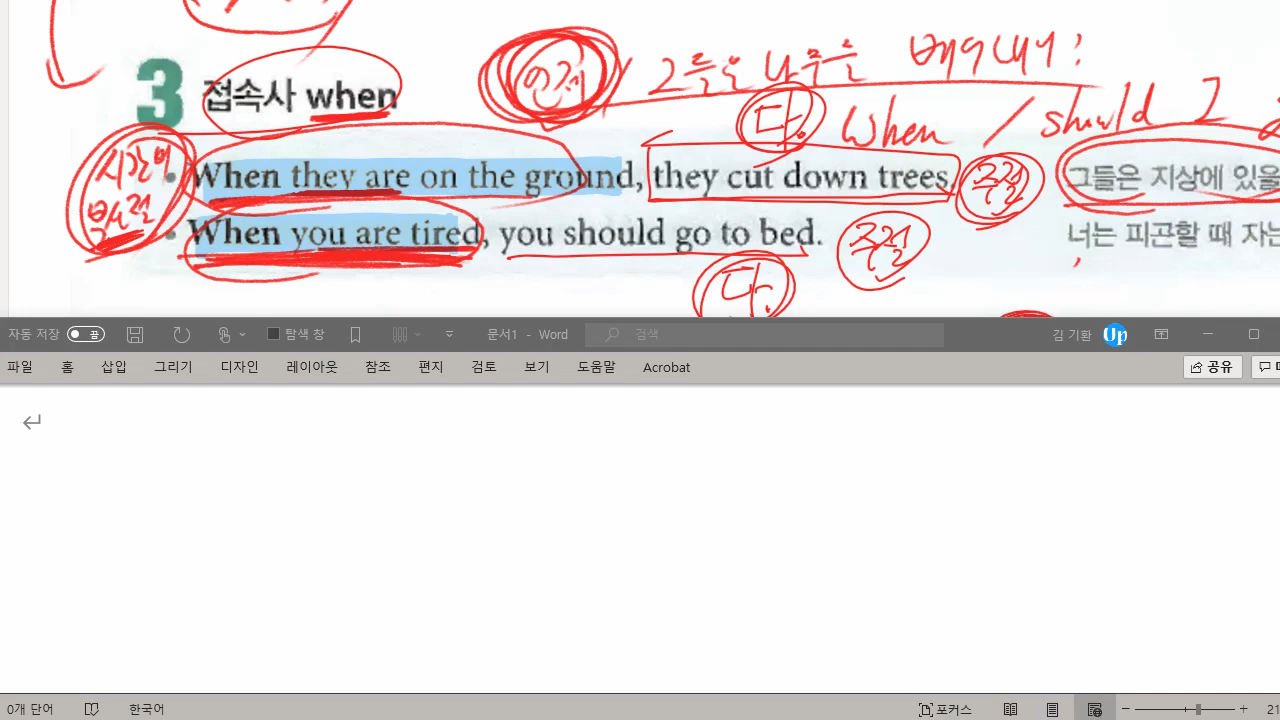 언제 그들은 나무를 베어내니?
3 접속사 when
다. When / should 그
시간의 부사절
• When they are on the ground, they cut down trees. 주절 그들은 지상에 있을
• When you are tired, you should go to bed. 주절 너는 피곤할 때 자는
다.
자동 저장 끔 탐색 창 문서1 - Word 검색 김 기환 Up
파일 홈 삽입 그리기 디자인 레이아웃 참조 편지 검토 보기 도움말 Acrobat 공유
0개 단어 한국어 포커스 21